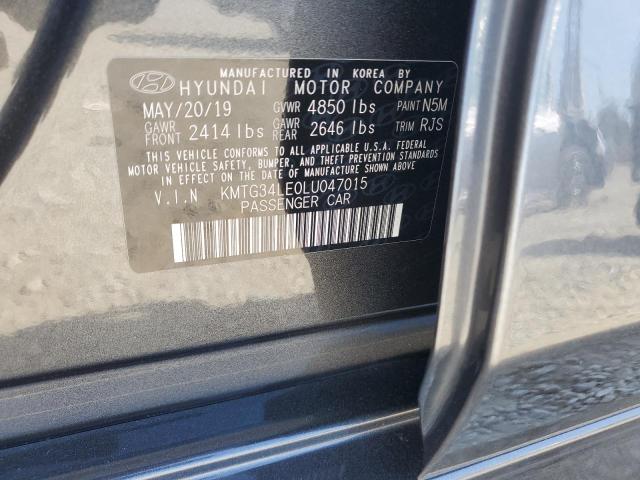 MANUFACTURED IN KOREA BY
HYUNDAI MOTOR COMPANY
MAY/20/19 GVWR 4850 lbs PAINT N5M
GAWR FRONT 2414 lbs GAWR REAR 2646 lbs TRIM RJS
THIS VEHICLE CONFORMS TO ALL APPLICABLE U.S.A. FEDERAL
MOTOR VEHICLE SAFETY, BUMPER, AND THEFT PREVENTION STANDARDS
IN EFFECT ON THE DATE OF MANUFACTURE SHOWN ABOVE.
V.I.N KMTG34LE0LU047015
PASSENGER CAR